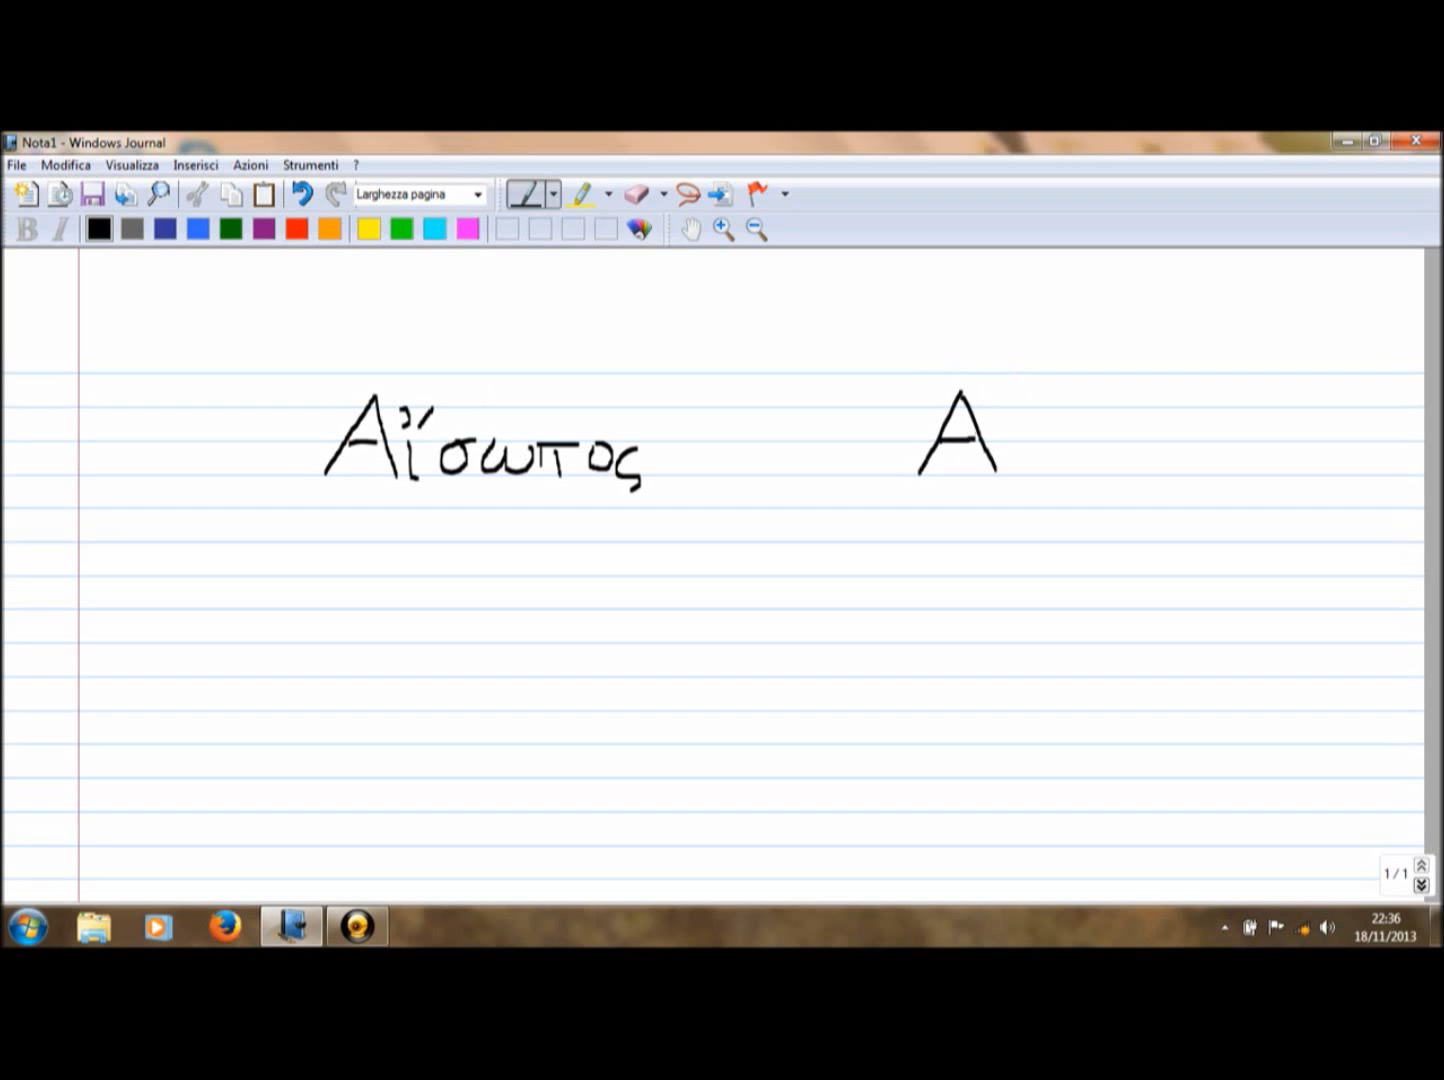 Nota1 - Windows Journal
File Modifica Visualizza Inserisci Azioni Strumenti ?
Larghezza pagina
B I
Αἴσωπος Α
1 / 1
22:36
18/11/2013